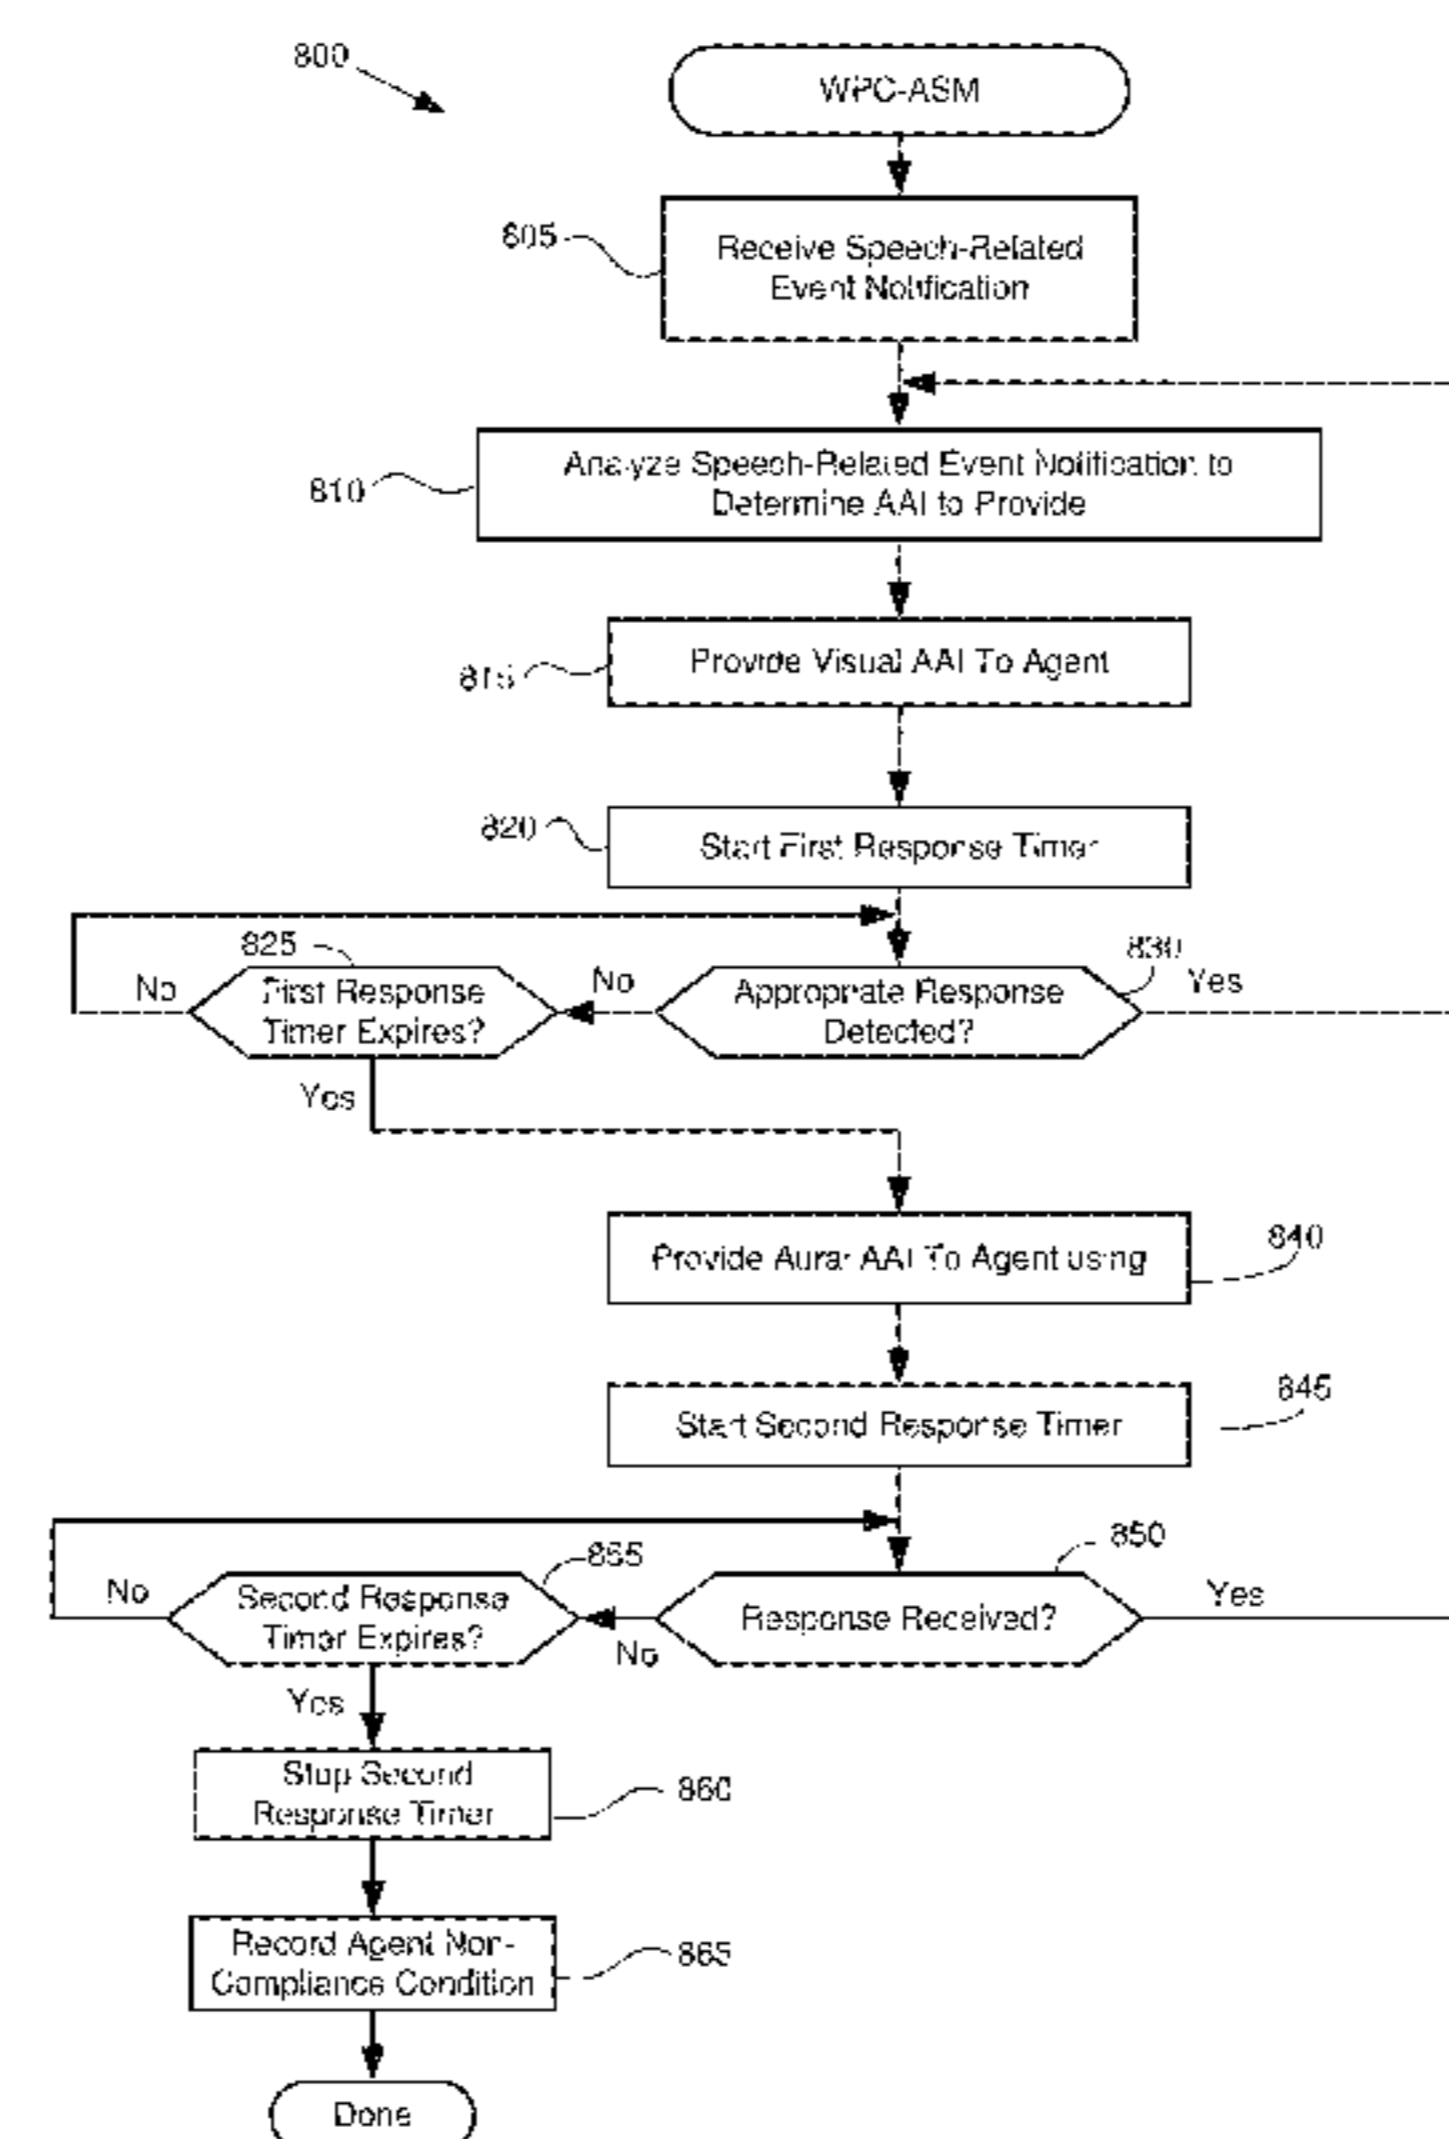 800
WPC-ASM
805
Receive Speech-Related
Event Notification
810
Analyze Speech-Related Event Notification to
Determine AAI to Provide
815
Provide Visual AAI To Agent
820
Start First Response Timer
825
830
No
First Response
Timer Expires?
No
Appropriate Response
Detected?
Yes
Yes
840
Provide Aural AAI To Agent using
845
Start Second Response Timer
850
855
No
Second Response
Timer Expires?
No
Response Received?
Yes
Yes
Stop Second
Response Timer
860
Record Agent Non-
Compliance Condition
865
Done